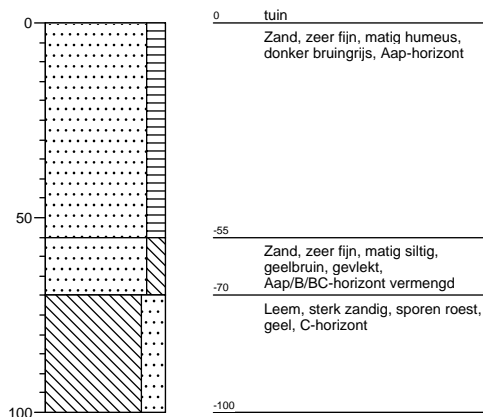 0
0 tuin
Zand, zeer fijn, matig humeus,
donker bruingrijs, Aap-horizont
50
-55
Zand, zeer fijn, matig siltig,
geelbruin, gevlekt,
Aap/B/BC-horizont vermengd
-70
Leem, sterk zandig, sporen roest,
geel, C-horizont
100
-100